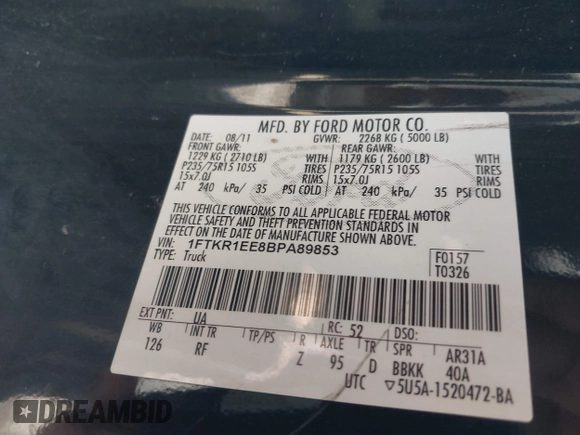 MFD. BY FORD MOTOR CO.
DATE: 08/11 GVWR: 2268 KG ( 5000 LB)
FRONT GAWR: REAR GAWR:
1229 KG ( 2710 LB) 1179 KG ( 2600 LB)
P235/75R15 105S TIRES P235/75R15 105S TIRES
15x7.0J RIMS 15x7.0J RIMS
AT 240 kPa/ 35 PSI COLD AT 240 kPa/ 35 PSI COLD
THIS VEHICLE CONFORMS TO ALL APPLICABLE FEDERAL MOTOR
VEHICLE SAFETY AND THEFT PREVENTION STANDARDS IN
EFFECT ON THE DATE OF MANUFACTURE SHOWN ABOVE.
VIN: 1FTKR1EE8BPA89853 F0157
TYPE: Truck T0326
EXT PNT: UA RC: 52 DSO:
WB INT TR TP/PS R AXLE TR SPR AR31A
126 RF Z 95 D BBKK 40A
UTC ▽5U5A-1520472-BA
DREAMBID
Ford